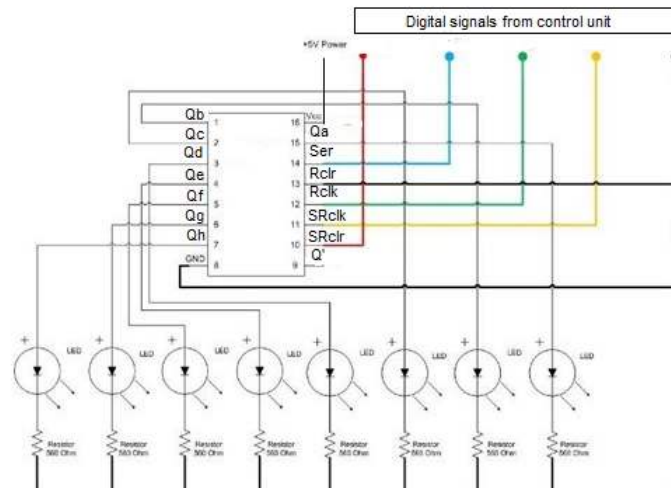 Digital signals from control unit
+5V Power
Qb 1 16 Vcc
Qc 2 15 Qa
Qd 3 14 Ser
Qe 4 13 Rclr
Qf 5 12 Rclk
Qg 6 11 SRclk
Qh 7 10 SRclr
GND 8 9 Q'
+ LED + LED + LED + LED + LED + LED + LED + LED
Resistor Resistor Resistor Resistor Resistor Resistor Resistor Resistor
560 Ohm 560 Ohm 560 Ohm 560 Ohm 560 Ohm 560 Ohm 560 Ohm 560 Ohm